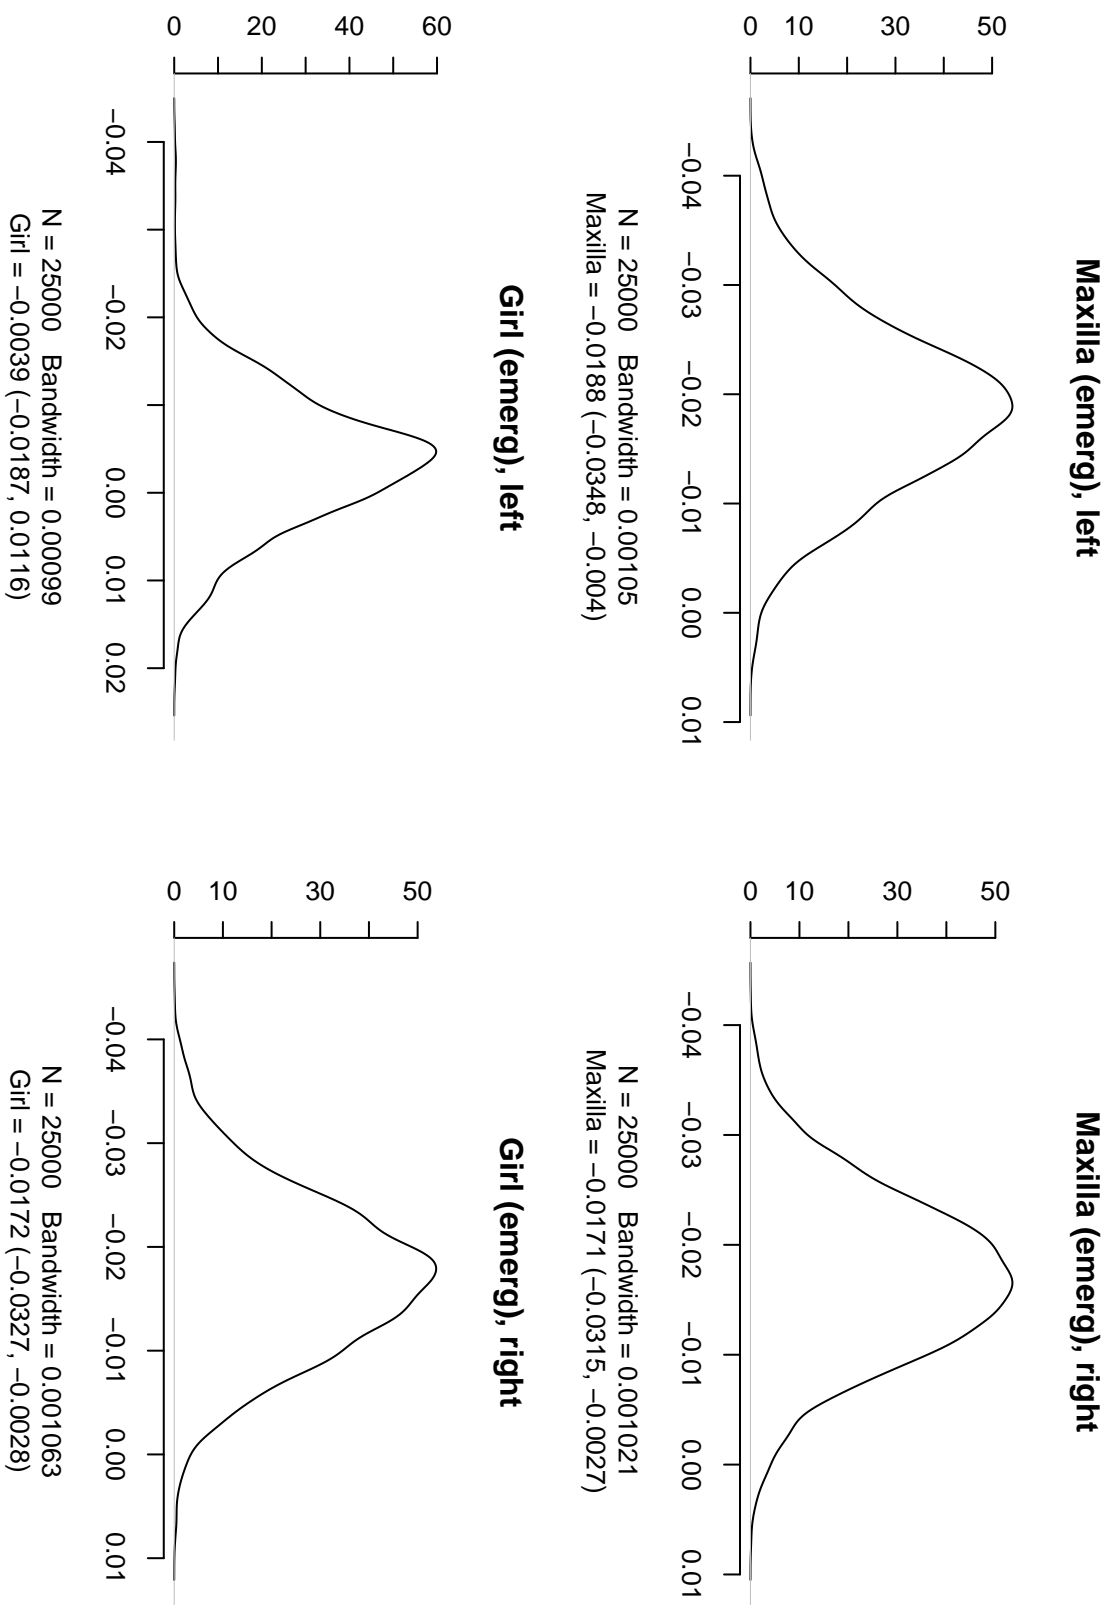 Maxilla (emerg), left
0 10 30 50
−0.04 −0.03 −0.02 −0.01 0.00 0.01
N = 25000 Bandwidth = 0.00105
Maxilla = −0.0188 (−0.0348, −0.004)
Maxilla (emerg), right
0 10 30 50
−0.04 −0.03 −0.02 −0.01 0.00 0.01
N = 25000 Bandwidth = 0.001021
Maxilla = −0.0171 (−0.0315, −0.0027)
Girl (emerg), left
0 20 40 60
−0.04 −0.02 0.00 0.01 0.02
N = 25000 Bandwidth = 0.00099
Girl = −0.0039 (−0.0187, 0.0116)
Girl (emerg), right
0 10 30 50
−0.04 −0.03 −0.02 −0.01 0.00 0.01
N = 25000 Bandwidth = 0.001063
Girl = −0.0172 (−0.0327, −0.0028)